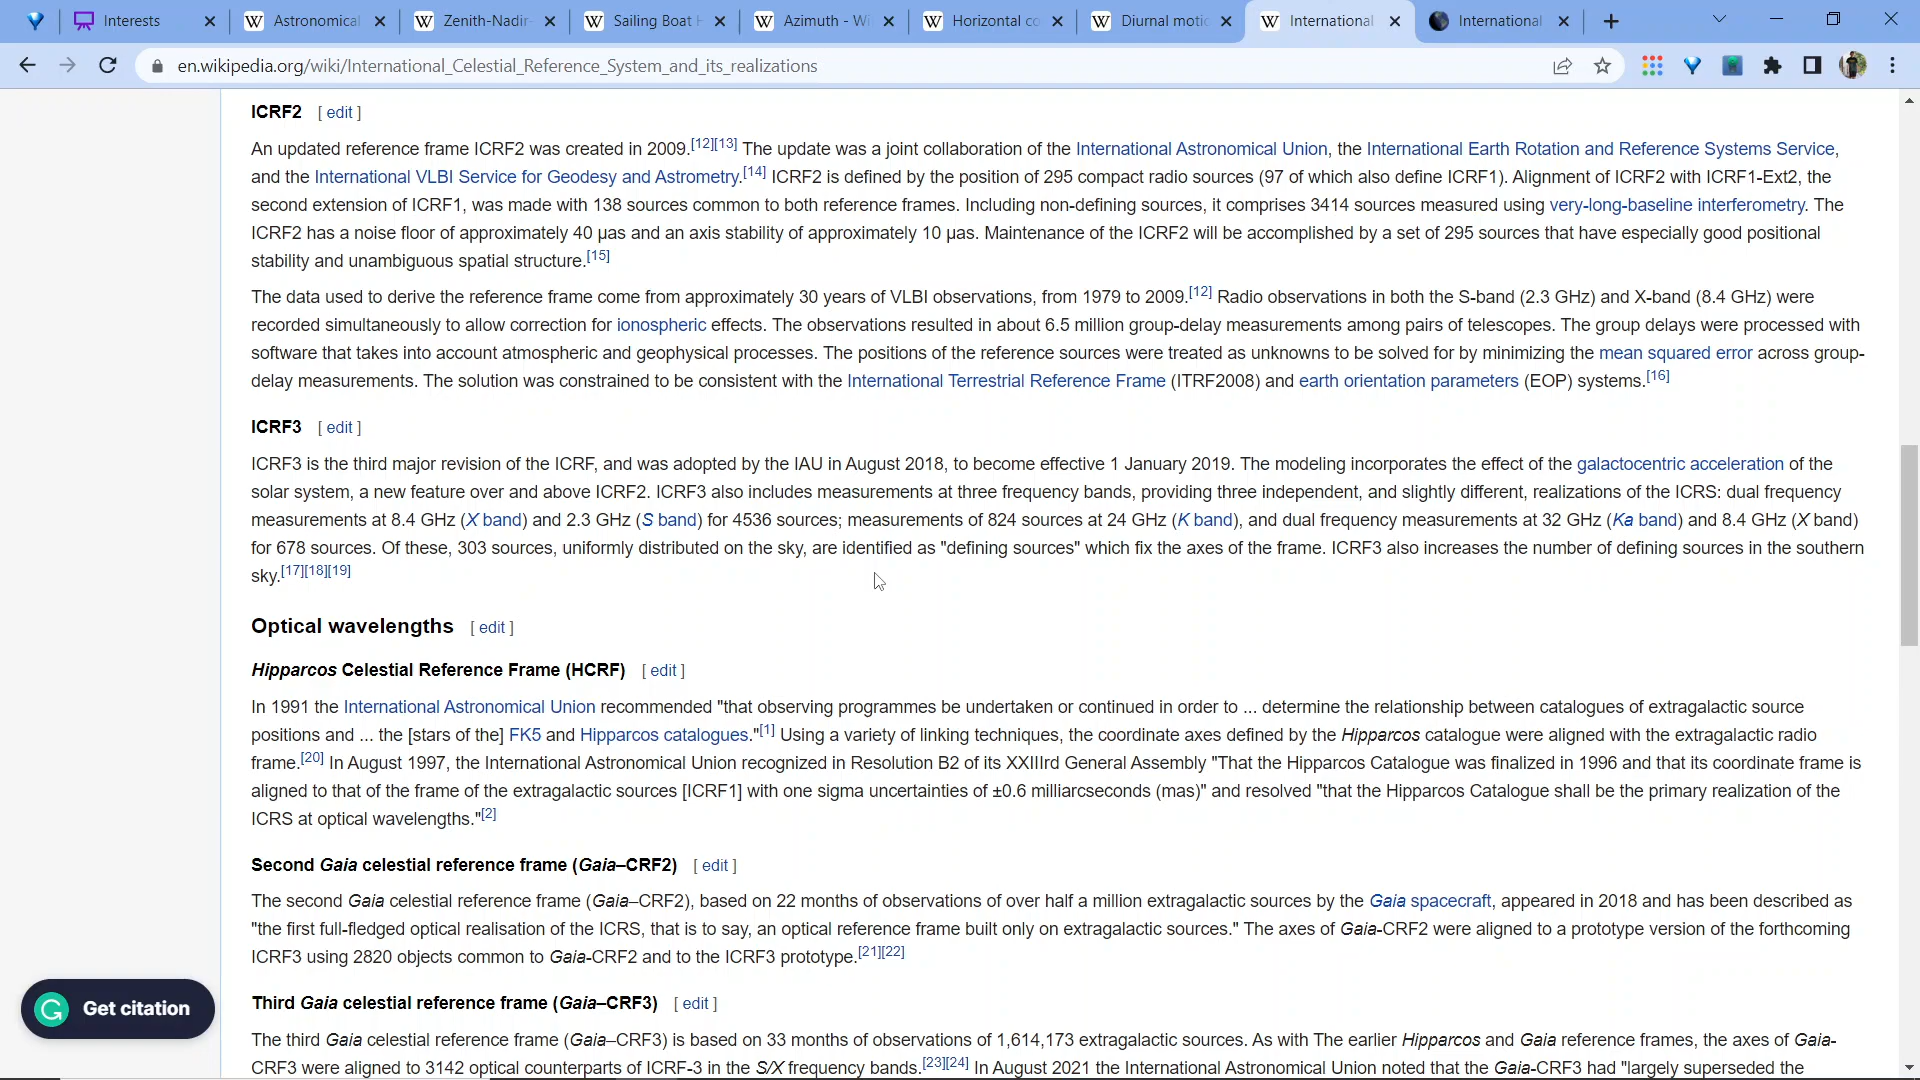 Interests
Astronomical
Zenith-Nadir-
Sailing Boat H
Azimuth - Wi
Horizontal co
Diurnal motic
International
International
en.wikipedia.org/wiki/International_Celestial_Reference_System_and_its_realizations
ICRF2 [ edit ]
An updated reference frame ICRF2 was created in 2009.[12][13] The update was a joint collaboration of the International Astronomical Union, the International Earth Rotation and Reference Systems Service,
and the International VLBI Service for Geodesy and Astrometry.[14] ICRF2 is defined by the position of 295 compact radio sources (97 of which also define ICRF1). Alignment of ICRF2 with ICRF1-Ext2, the
second extension of ICRF1, was made with 138 sources common to both reference frames. Including non-defining sources, it comprises 3414 sources measured using very-long-baseline interferometry. The
ICRF2 has a noise floor of approximately 40 µas and an axis stability of approximately 10 µas. Maintenance of the ICRF2 will be accomplished by a set of 295 sources that have especially good positional
stability and unambiguous spatial structure.[15]
The data used to derive the reference frame come from approximately 30 years of VLBI observations, from 1979 to 2009.[12] Radio observations in both the S-band (2.3 GHz) and X-band (8.4 GHz) were
recorded simultaneously to allow correction for ionospheric effects. The observations resulted in about 6.5 million group-delay measurements among pairs of telescopes. The group delays were processed with
software that takes into account atmospheric and geophysical processes. The positions of the reference sources were treated as unknowns to be solved for by minimizing the mean squared error across group-
delay measurements. The solution was constrained to be consistent with the International Terrestrial Reference Frame (ITRF2008) and earth orientation parameters (EOP) systems.[16]
ICRF3 [ edit ]
ICRF3 is the third major revision of the ICRF, and was adopted by the IAU in August 2018, to become effective 1 January 2019. The modeling incorporates the effect of the galactocentric acceleration of the
solar system, a new feature over and above ICRF2. ICRF3 also includes measurements at three frequency bands, providing three independent, and slightly different, realizations of the ICRS: dual frequency
measurements at 8.4 GHz (X band) and 2.3 GHz (S band) for 4536 sources; measurements of 824 sources at 24 GHz (K band), and dual frequency measurements at 32 GHz (Ka band) and 8.4 GHz (X band)
for 678 sources. Of these, 303 sources, uniformly distributed on the sky, are identified as "defining sources" which fix the axes of the frame. ICRF3 also increases the number of defining sources in the southern
sky.[17][18][19]
Optical wavelengths [ edit ]
Hipparcos Celestial Reference Frame (HCRF) [ edit ]
In 1991 the International Astronomical Union recommended "that observing programmes be undertaken or continued in order to ... determine the relationship between catalogues of extragalactic source
positions and ... the [stars of the] FK5 and Hipparcos catalogues."[1] Using a variety of linking techniques, the coordinate axes defined by the Hipparcos catalogue were aligned with the extragalactic radio
frame.[20] In August 1997, the International Astronomical Union recognized in Resolution B2 of its XXIIIrd General Assembly "That the Hipparcos Catalogue was finalized in 1996 and that its coordinate frame is
aligned to that of the frame of the extragalactic sources [ICRF1] with one sigma uncertainties of ±0.6 milliarcseconds (mas)" and resolved "that the Hipparcos Catalogue shall be the primary realization of the
ICRS at optical wavelengths."[2]
Second Gaia celestial reference frame (Gaia–CRF2) [ edit ]
The second Gaia celestial reference frame (Gaia–CRF2), based on 22 months of observations of over half a million extragalactic sources by the Gaia spacecraft, appeared in 2018 and has been described as
"the first full-fledged optical realisation of the ICRS, that is to say, an optical reference frame built only on extragalactic sources." The axes of Gaia-CRF2 were aligned to a prototype version of the forthcoming
ICRF3 using 2820 objects common to Gaia-CRF2 and to the ICRF3 prototype.[21][22]
Third Gaia celestial reference frame (Gaia–CRF3) [ edit ]
The third Gaia celestial reference frame (Gaia–CRF3) is based on 33 months of observations of 1,614,173 extragalactic sources. As with The earlier Hipparcos and Gaia reference frames, the axes of Gaia-
CRF3 were aligned to 3142 optical counterparts of ICRF-3 in the S/X frequency bands.[23][24] In August 2021 the International Astronomical Union noted that the Gaia-CRF3 had "largely superseded the
Get citation